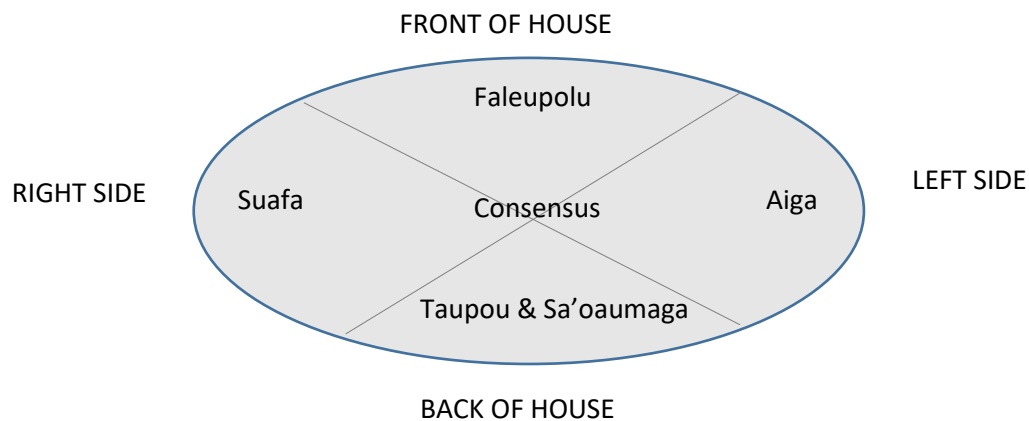 FRONT OF HOUSE
Faleupolu
RIGHT SIDE
Suafa
Consensus
Aiga
LEFT SIDE
Taupou & Sa’oaumaga
BACK OF HOUSE